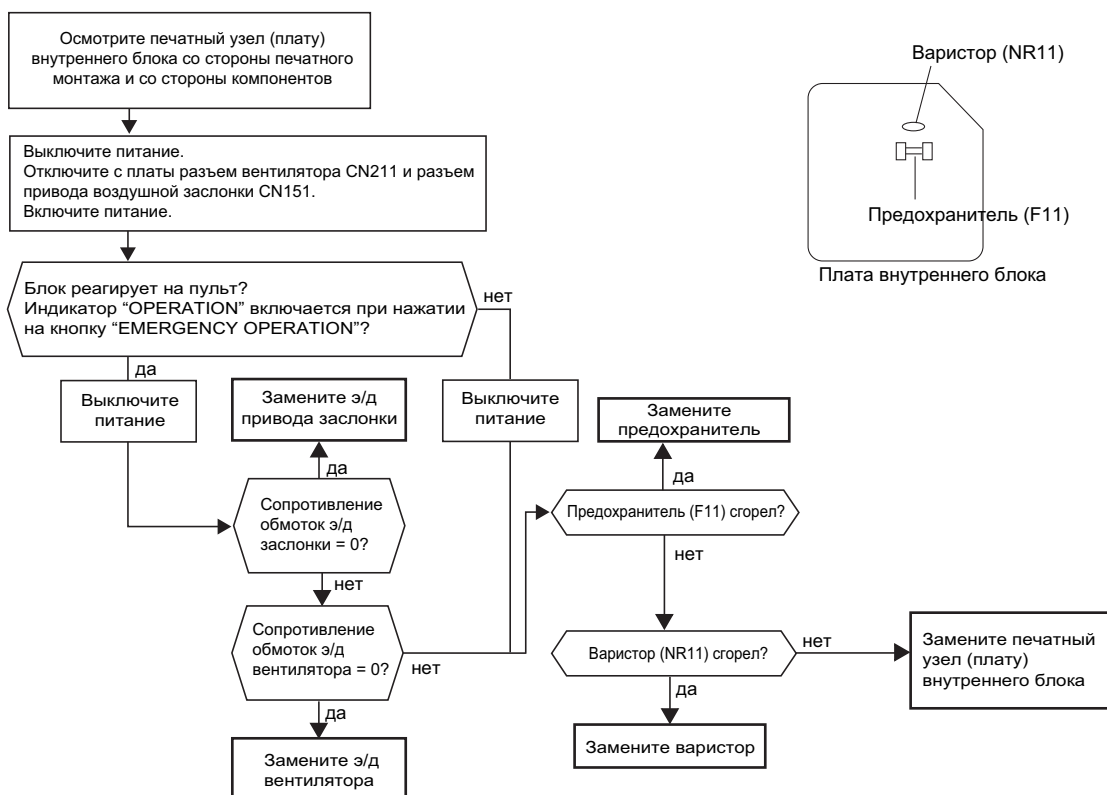 Осмотрите печатный узел (плату)
внутреннего блока со стороны печатного
монтажа и со стороны компонентов
Варистор (NR11)
Предохранитель (F11)
Плата внутреннего блока
Выключите питание.
Отключите с платы разъем вентилятора CN211 и разъем
привода воздушной заслонки CN151.
Включите питание.
Блок реагирует на пульт?
Индикатор “OPERATION” включается при нажатии
на кнопку “EMERGENCY OPERATION”?
нет
да
Выключите
питание
Замените э/д
привода заслонки
Выключите
питание
Замените
предохранитель
да
да
Сопротивление
обмоток э/д
заслонки = 0?
Предохранитель (F11) сгорел?
нет
нет
Сопротивление
обмоток э/д
вентилятора = 0?
нет
Варистор (NR11) сгорел?
нет
Замените печатный
узел (плату)
внутреннего блока
да
да
Замените э/д
вентилятора
Замените варистор